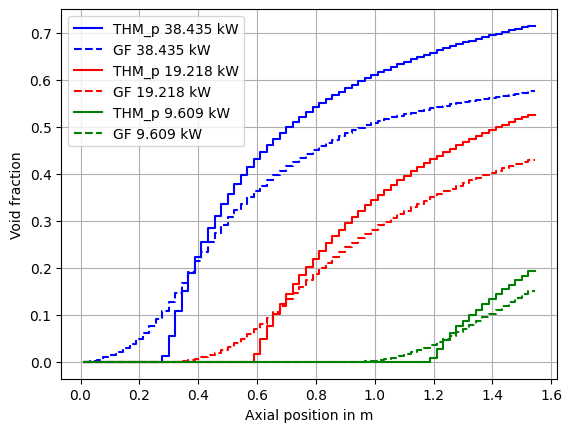 THM_p 38.435 kW
GF 38.435 kW
THM_p 19.218 kW
GF 19.218 kW
THM_p 9.609 kW
GF 9.609 kW
Void fraction
0.7
0.6
0.5
0.4
0.3
0.2
0.1
0.0
0.0 0.2 0.4 0.6 0.8 1.0 1.2 1.4 1.6
Axial position in m